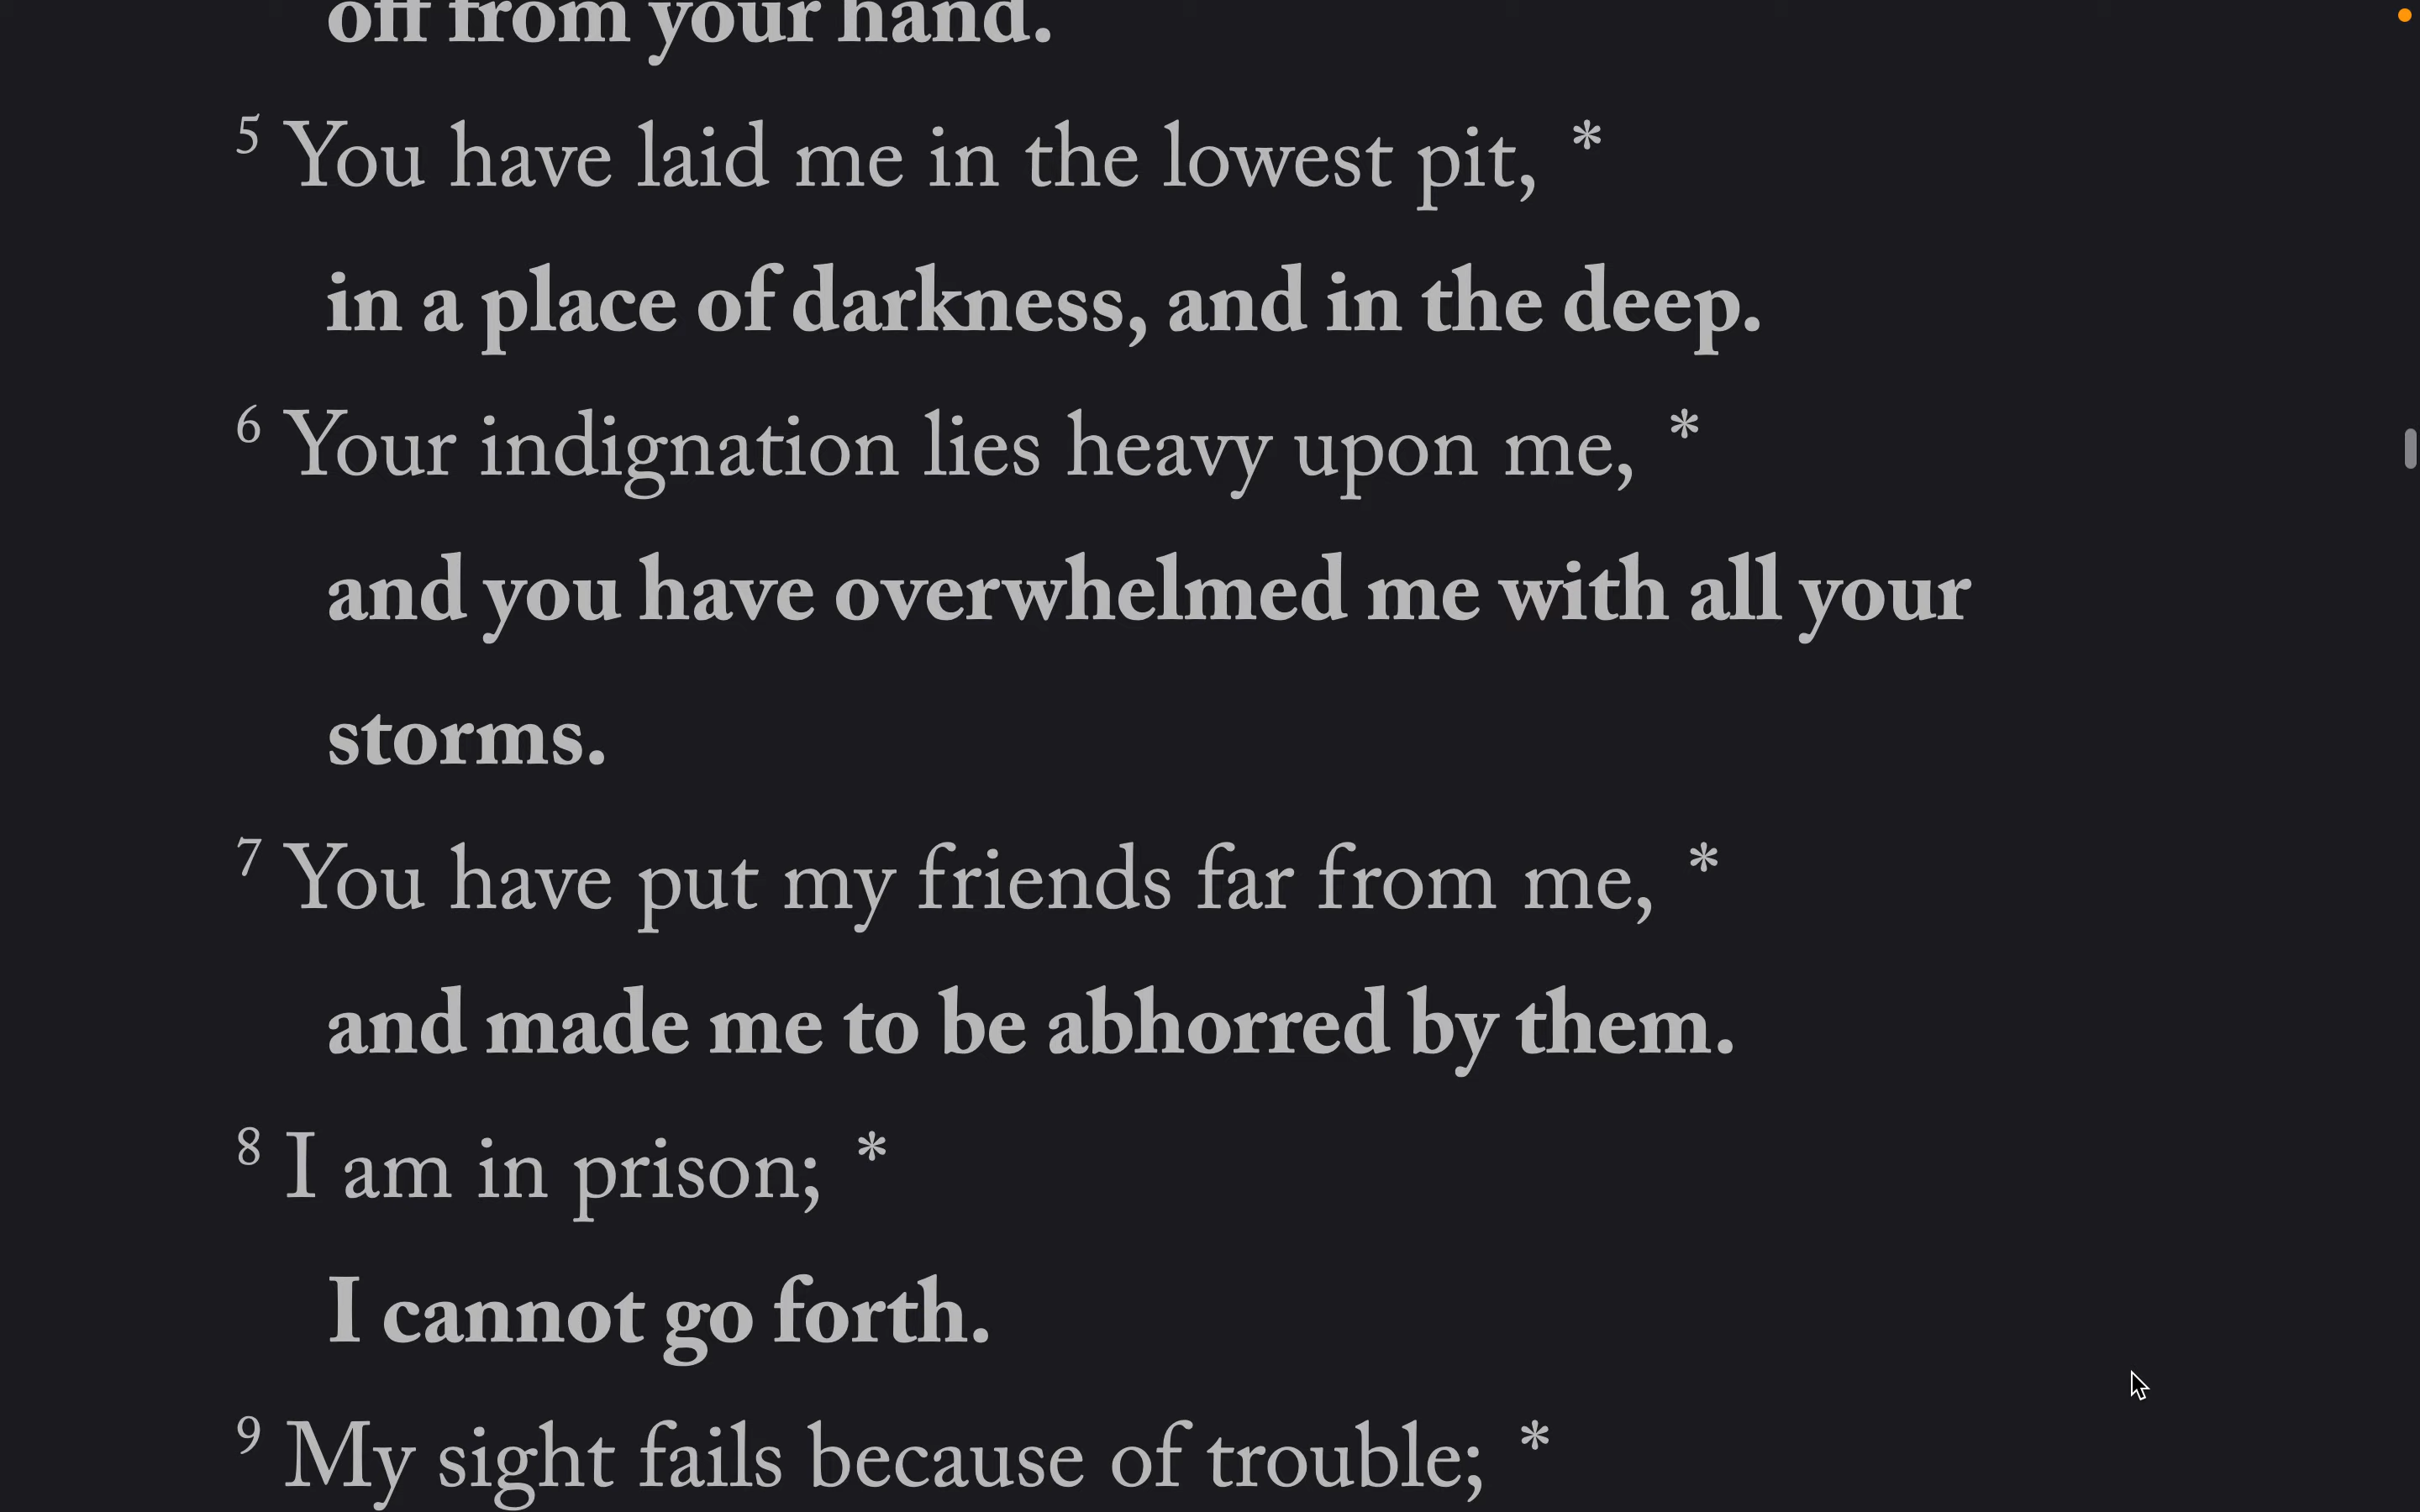 off from your hand.
5 You have laid me in the lowest pit, *
in a place of darkness, and in the deep.
6 Your indignation lies heavy upon me, *
and you have overwhelmed me with all your
storms.
7 You have put my friends far from me, *
and made me to be abhorred by them.
8 I am in prison; *
I cannot go forth.
9 My sight fails because of trouble; *